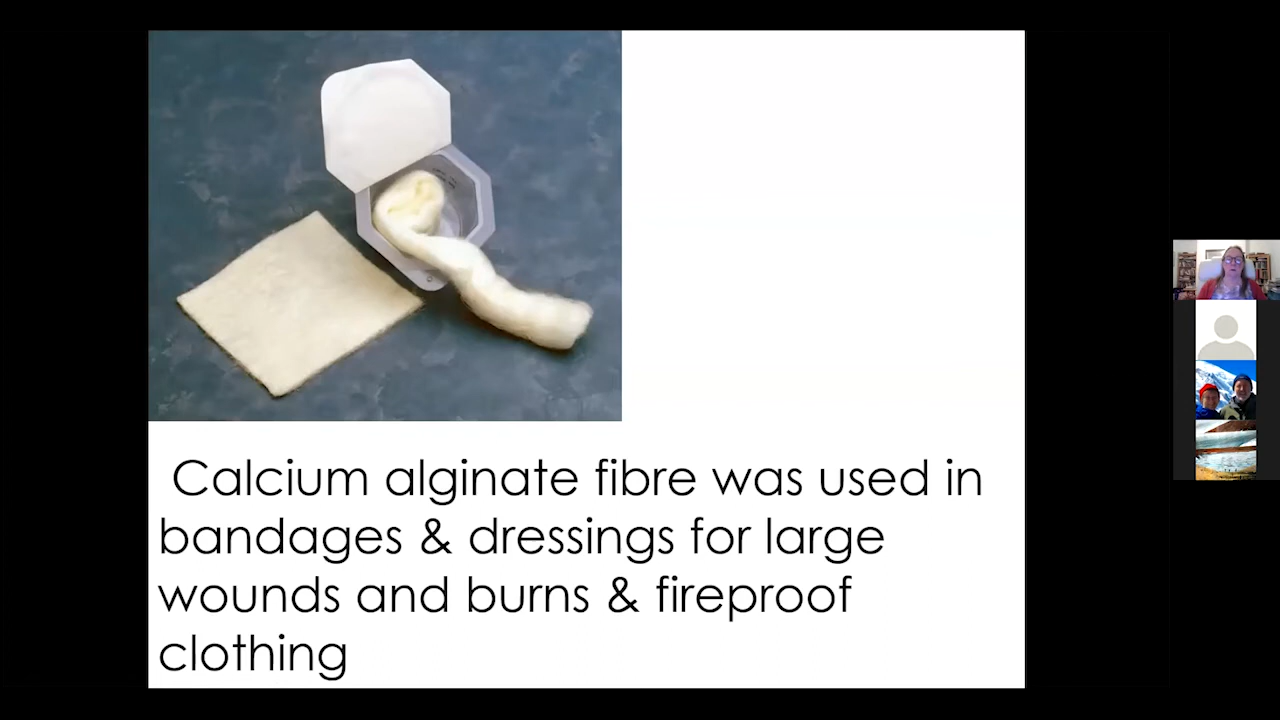 Calcium alginate fibre was used in
bandages & dressings for large
wounds and burns & fireproof
clothing